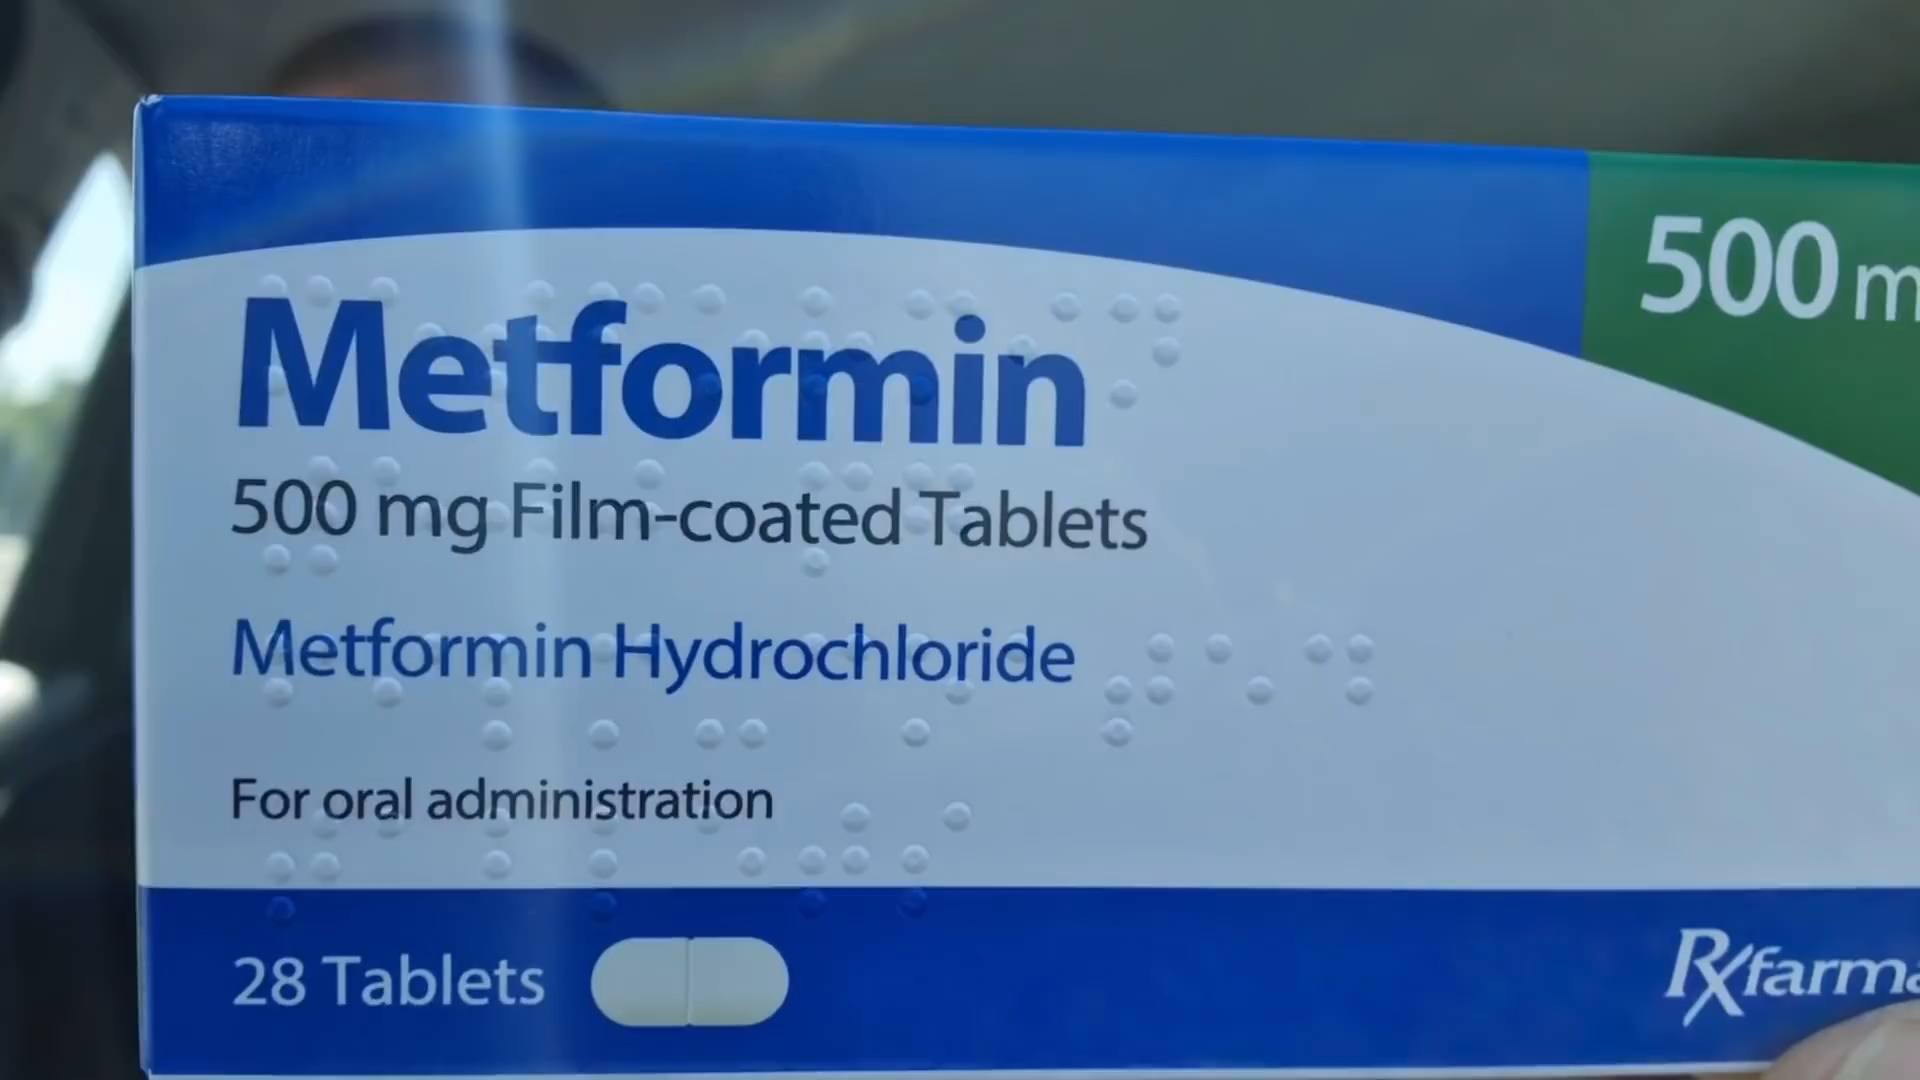 500 m
Metformin
500 mg Film-coated Tablets
Metformin Hydrochloride
For oral administration
28 Tablets
Rxfarma